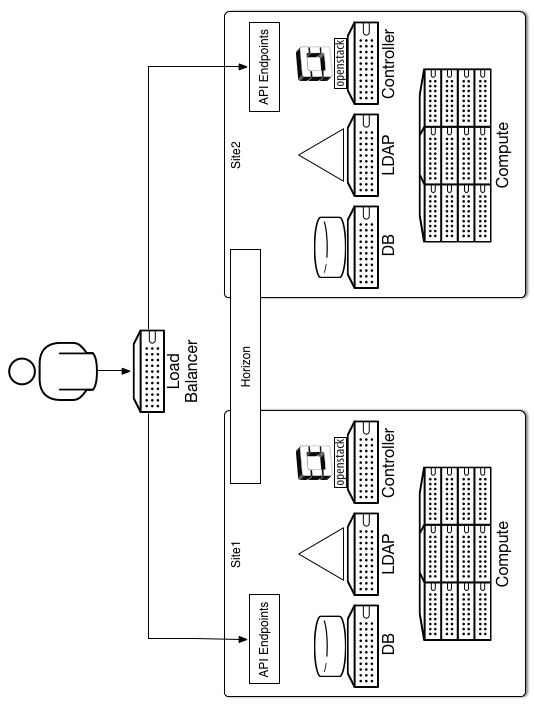 Load
Balancer
Horizon
Site1
API Endpoints
DB
LDAP
openstack
Controller
Compute
Site2
API Endpoints
DB
LDAP
openstack
Controller
Compute